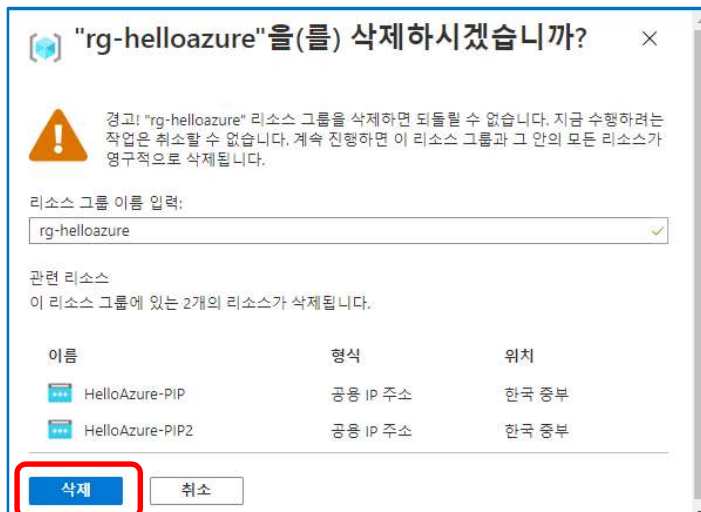 "rg-helloazure"을(를) 삭제하시겠습니까?
경고! "rg-helloazure" 리소스 그룹을 삭제하면 되돌릴 수 없습니다. 지금 수행하려는
작업은 취소할 수 없습니다. 계속 진행하면 이 리소스 그룹과 그 안의 모든 리소스가
영구적으로 삭제됩니다.
리소스 그룹 이름 입력:
rg-helloazure
관련 리소스
이 리소스 그룹에 있는 2개의 리소스가 삭제됩니다.
이름 형식 위치
HelloAzure-PIP 공용 IP 주소 한국 중부
HelloAzure-PIP2 공용 IP 주소 한국 중부
삭제 취소